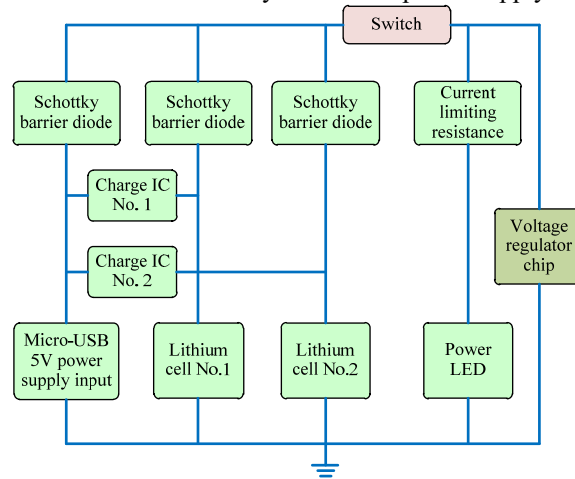 Switch
Schottky
barrier diode
Schottky
barrier diode
Schottky
barrier diode
Current
limiting
resistance
Charge IC
No. 1
Voltage
regulator
chip
Charge IC
No. 2
Micro-USB
5V power
supply input
Lithium
cell No.1
Lithium
cell No.2
Power
LED